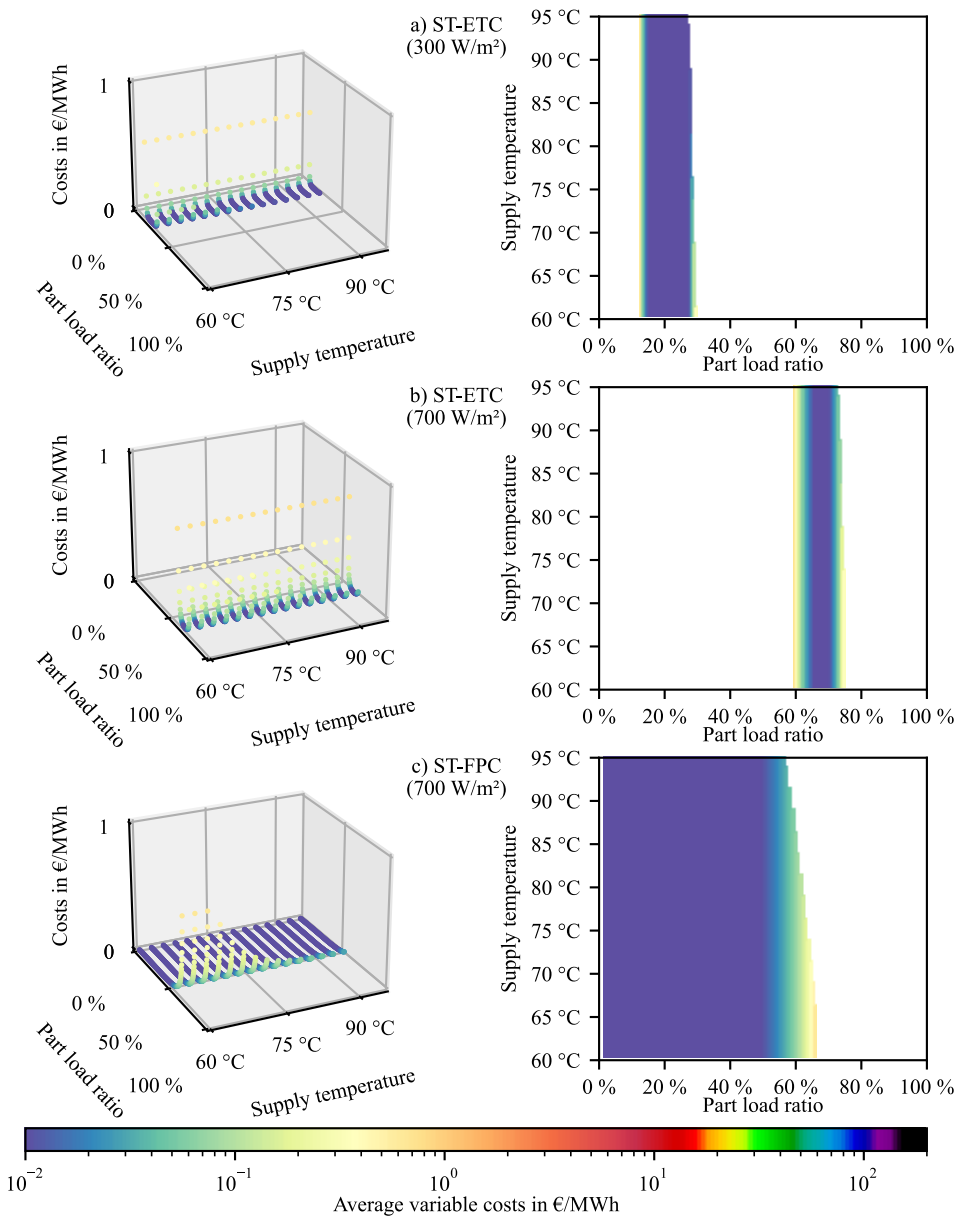 a) ST-ETC
(300 W/m²)
Costs in €/MWh
1
0
0 %
50 %
100 %
Part load ratio
60 °C
75 °C
90 °C
Supply temperature
Supply temperature
95 °C
90 °C
85 °C
80 °C
75 °C
70 °C
65 °C
60 °C
0 %
20 %
40 %
60 %
80 %
100 %
Part load ratio
b) ST-ETC
(700 W/m²)
Costs in €/MWh
1
0
0 %
50 %
100 %
Part load ratio
60 °C
75 °C
90 °C
Supply temperature
Supply temperature
95 °C
90 °C
85 °C
80 °C
75 °C
70 °C
65 °C
60 °C
0 %
20 %
40 %
60 %
80 %
100 %
Part load ratio
c) ST-FPC
(700 W/m²)
Costs in €/MWh
1
0
0 %
50 %
100 %
Part load ratio
60 °C
75 °C
90 °C
Supply temperature
Supply temperature
95 °C
90 °C
85 °C
80 °C
75 °C
70 °C
65 °C
60 °C
0 %
20 %
40 %
60 %
80 %
100 %
Part load ratio
10⁻²
10⁻¹
10⁰
10¹
10²
Average variable costs in €/MWh